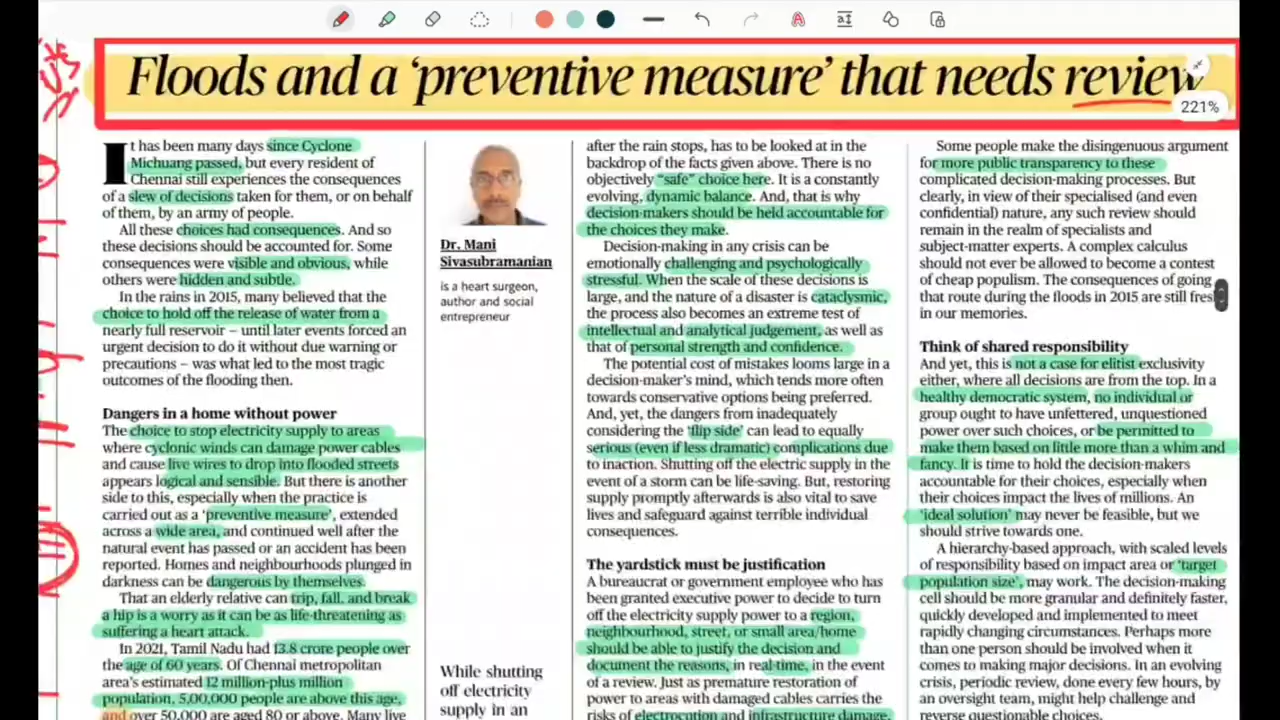 Floods and a ‘preventive measure’ that needs review
221%
It has been many days since Cyclone
Michuang passed, but every resident of
Chennai still experiences the consequences
of a slew of decisions taken for them, or on behalf
of them, by an army of people.
All these choices had consequences. And so
these decisions should be accounted for. Some
consequences were visible and obvious, while
others were hidden and subtle.
In the rains in 2015, many believed that the
choice to hold off the release of water from a
nearly full reservoir – until later events forced an
urgent decision to do it without due warning or
precautions – was what led to the most tragic
outcomes of the flooding then.
Dangers in a home without power
The choice to stop electricity supply to areas
where cyclonic winds can damage power cables
and cause live wires to drop into flooded streets
appears logical and sensible. But there is another
side to this, especially when the practice is
carried out as a ‘preventive measure’, extended
across a wide area, and continued well after the
natural event has passed or an accident has been
reported. Homes and neighbourhoods plunged in
darkness can be dangerous by themselves.
That an elderly relative can trip, fall, and break
a hip is a worry as it can be as life-threatening as
suffering a heart attack.
In 2021, Tamil Nadu had 13.8 crore people over
the age of 60 years. Of Chennai metropolitan
area’s estimated 12 million-plus million
population, 5,00,000 people are above this age,
and over 50,000 are aged 80 or above. Many live
Dr. Mani
Sivasubramanian
is a heart surgeon,
author and social
entrepreneur
While shutting
off electricity
supply in an
after the rain stops, has to be looked at in the
backdrop of the facts given above. There is no
objectively “safe” choice here. It is a constantly
evolving, dynamic balance. And, that is why
decision-makers should be held accountable for
the choices they make.
Decision-making in any crisis can be
emotionally challenging and psychologically
stressful. When the scale of these decisions is
large, and the nature of a disaster is cataclysmic,
the process also becomes an extreme test of
intellectual and analytical judgement, as well as
that of personal strength and confidence.
The potential cost of mistakes looms large in a
decision-maker’s mind, which tends more often
towards conservative options being preferred.
And, yet, the dangers from inadequately
considering the ‘flip side’ can lead to equally
serious (even if less dramatic) complications due
to inaction. Shutting off the electric supply in the
event of a storm can be life-saving. But, restoring
supply promptly afterwards is also vital to save
lives and safeguard against terrible individual
consequences.
The yardstick must be justification
A bureaucrat or government employee who has
been granted executive power to decide to turn
off the electricity supply power to a region,
neighbourhood, street, or small area/home
should be able to justify the decision and
document the reasons, in real-time, in the event
of a review. Just as premature restoration of
power to areas with damaged cables carries the
risks of electrocution and infrastructure damage,
Some people make the disingenuous argument
for more public transparency to these
complicated decision-making processes. But
clearly, in view of their specialised (and even
confidential) nature, any such review should
remain in the realm of specialists and
subject-matter experts. A complex calculus
should not ever be allowed to become a contest
of cheap populism. The consequences of going
that route during the floods in 2015 are still fresh
in our memories.
Think of shared responsibility
And yet, this is not a case for elitist exclusivity
either, where all decisions are from the top. In a
healthy democratic system, no individual or
group ought to have unfettered, unquestioned
power over such choices, or be permitted to
make them based on little more than a whim and
fancy. It is time to hold the decision-makers
accountable for their choices, especially when
their choices impact the lives of millions. An
‘ideal solution’ may never be feasible, but we
should strive towards one.
A hierarchy-based approach, with scaled levels
of responsibility based on impact area or ‘target
population size’, may work. The decision-making
cell should be more granular and definitely faster,
quickly developed and implemented to meet
rapidly changing circumstances. Perhaps more
than one person should be involved when it
comes to making major decisions. In an evolving
crisis, periodic review, done every few hours, by
an oversight team, might help challenge and
reverse questionable choices.